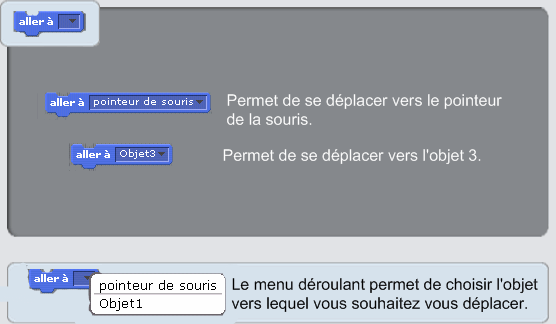 aller à
aller à pointeur de souris
Permet de se déplacer vers le pointeur
de la souris.
aller à Objet3
Permet de se déplacer vers l'objet 3.
aller à
pointeur de souris
Objet1
Le menu déroulant permet de choisir l'objet
vers lequel vous souhaitez vous déplacer.